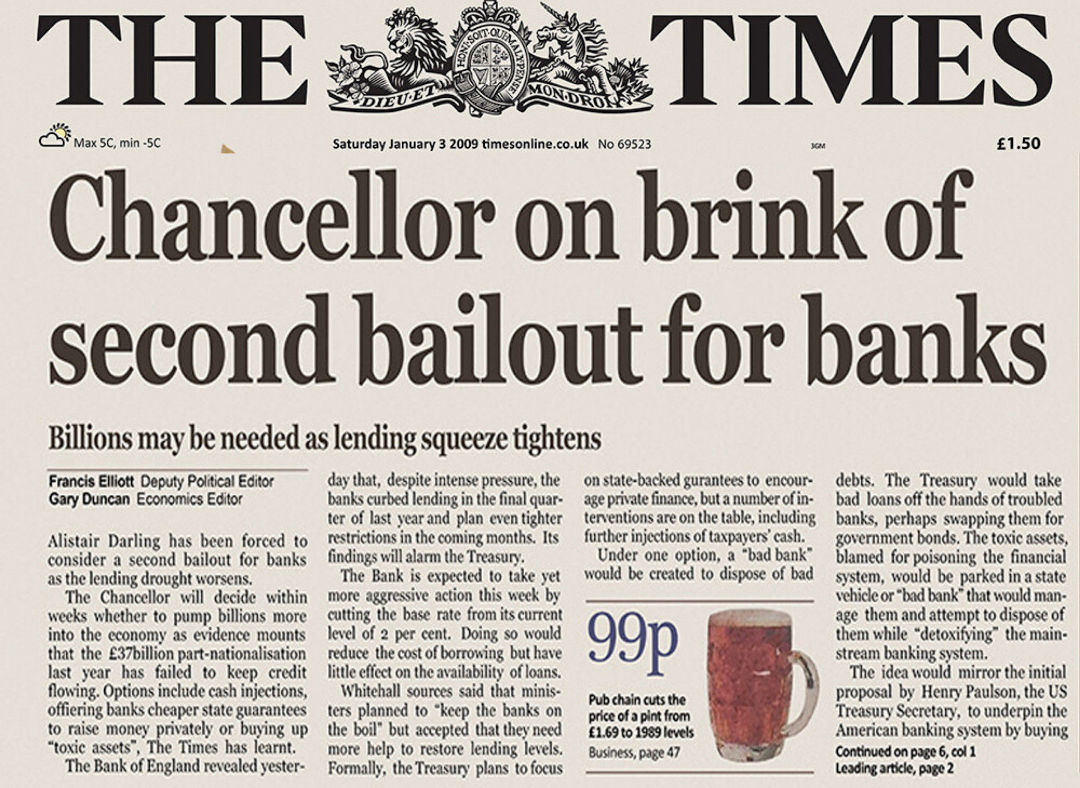 THE TIMES
DIEU·ET MON·DROIT
Max 5C, min -5C
Saturday January 3 2009 timesonline.co.uk No 69523
3GM
£1.50
Chancellor on brink of
second bailout for banks
Billions may be needed as lending squeeze tightens
Francis Elliott Deputy Political Editor
Gary Duncan Economics Editor
Alistair Darling has been forced to
consider a second bailout for banks
as the lending drought worsens.
The Chancellor will decide within
weeks whether to pump billions more
into the economy as evidence mounts
that the £37billion part-nationalisation
last year has failed to keep credit
flowing. Options include cash injections,
offiering banks cheaper state guarantees
to raise money privately or buying up
“toxic assets”, The Times has learnt.
The Bank of England revealed yester-
day that, despite intense pressure, the
banks curbed lending in the final quar-
ter of last year and plan even tighter
restrictions in the coming months. Its
findings will alarm the Treasury.
The Bank is expected to take yet
more aggressive action this week by
cutting the base rate from its current
level of 2 per cent. Doing so would
reduce the cost of borrowing but have
little effect on the availability of loans.
Whitehall sources said that minis-
ters planned to “keep the banks on
the boil” but accepted that they need
more help to restore lending levels.
Formally, the Treasury plans to focus
on state-backed gurantees to encour-
age private finance, but a number of in-
terventions are on the table, including
further injections of taxpayers’ cash.
Under one option, a “bad bank”
would be created to dispose of bad
99p
Pub chain cuts the
price of a pint from
£1.69 to 1989 levels
Business, page 47
debts. The Treasury would take
bad loans off the hands of troubled
banks, perhaps swapping them for
government bonds. The toxic assets,
blamed for poisoning the financial
system, would be parked in a state
vehicle or “bad bank” that would man-
age them and attempt to dispose of
them while “detoxifying” the main-
stream banking system.
The idea would mirror the initial
proposal by Henry Paulson, the US
Treasury Secretary, to underpin the
American banking system by buying
Continued on page 6, col 1
Leading article, page 2